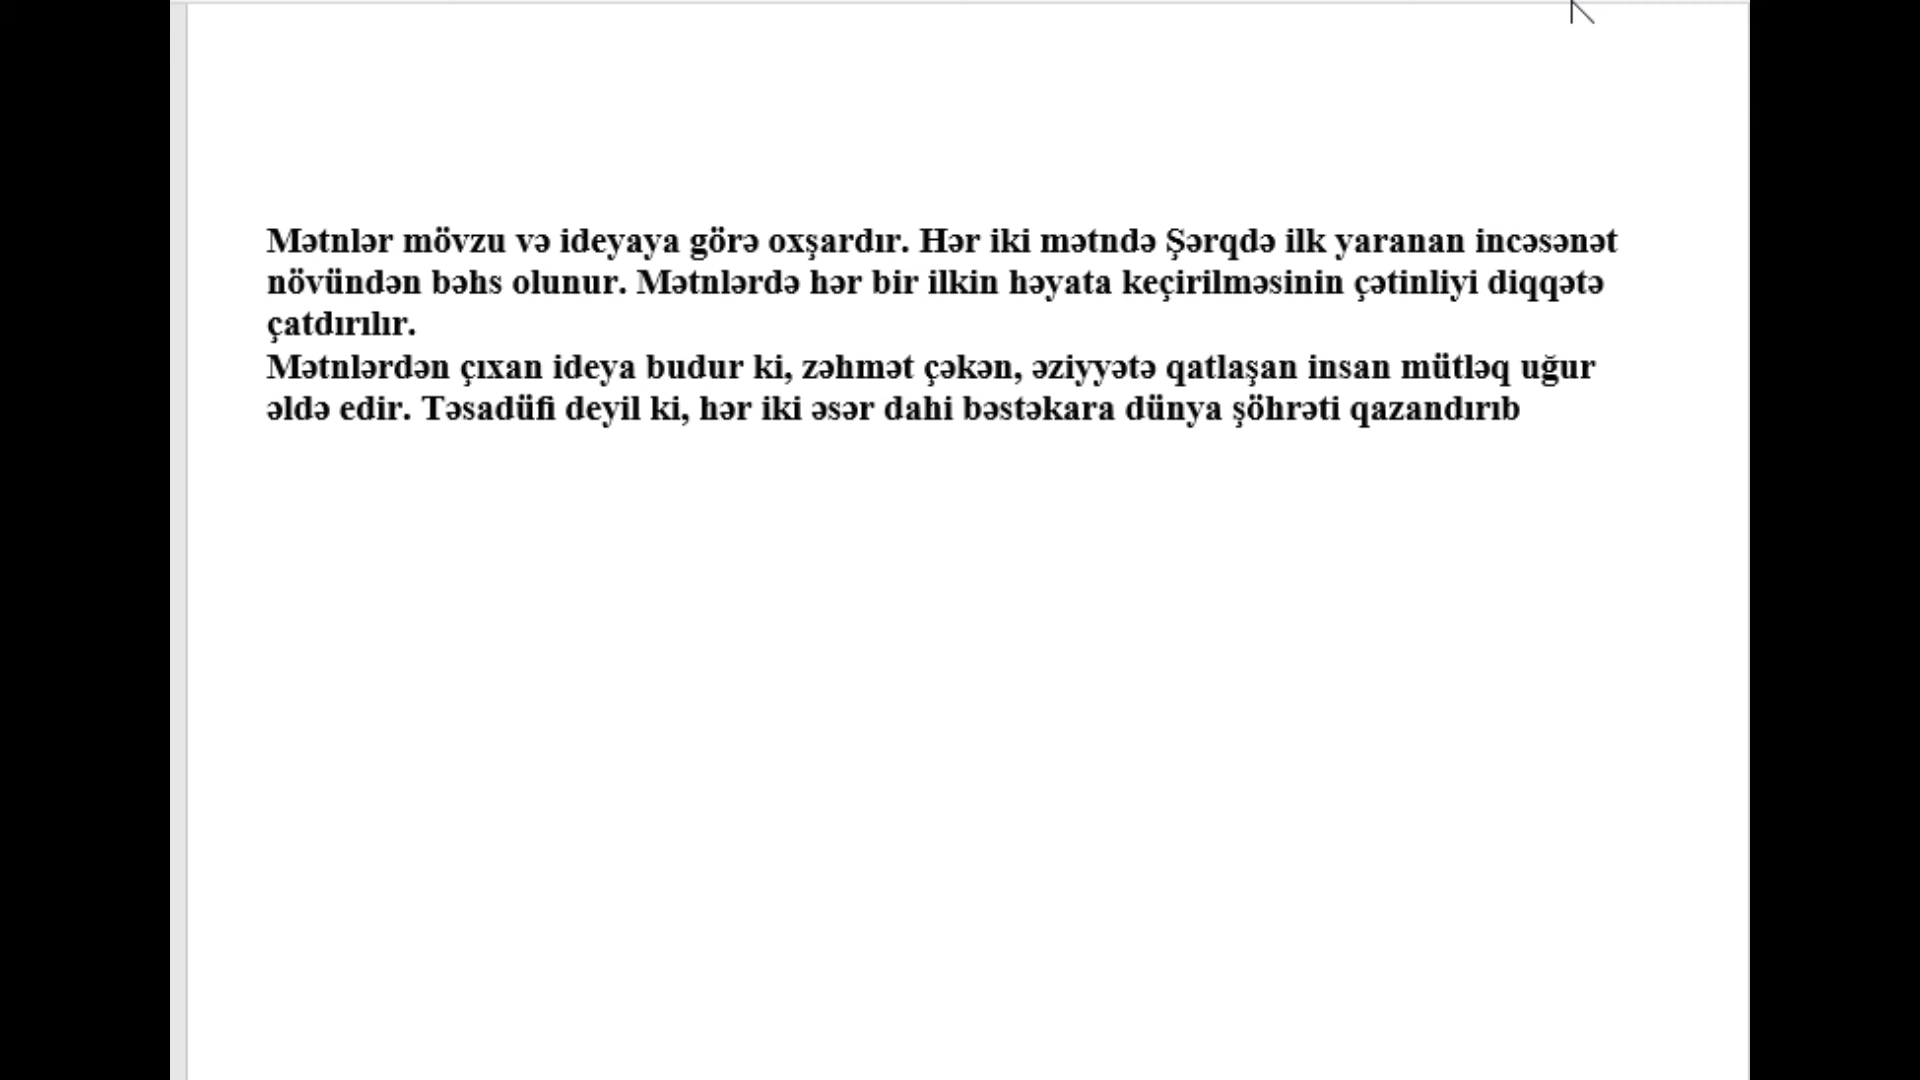 Mətnlər mövzu və ideyaya görə oxşardır. Hər iki mətndə Şərqdə ilk yaranan incəsənət
növündən bəhs olunur. Mətnlərdə hər bir ilkin həyata keçirilməsinin çətinliyi diqqətə
çatdırılır.
Mətnlərdən çıxan ideya budur ki, zəhmət çəkən, əziyyətə qatlaşan insan mütləq uğur
əldə edir. Təsadüfi deyil ki, hər iki əsər dahi bəstəkara dünya şöhrəti qazandırıb